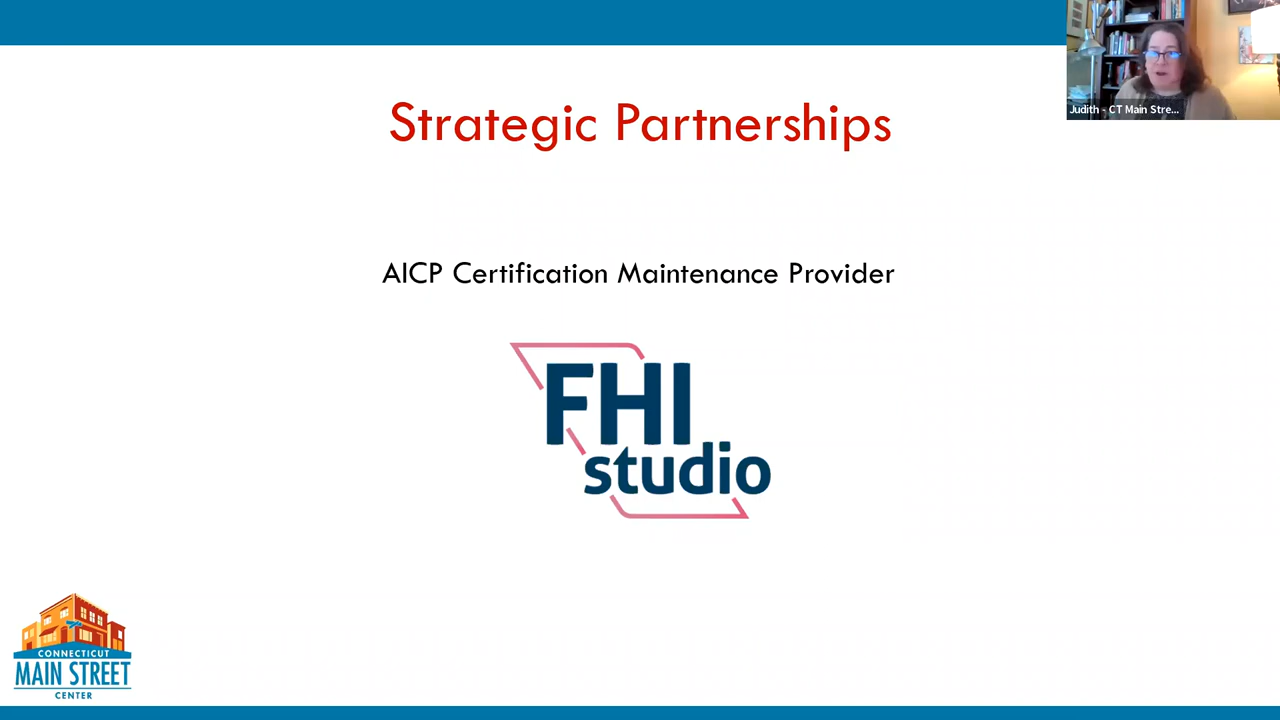 Judith - CT Main Stre...
Strategic Partnerships
AICP Certification Maintenance Provider
FHI
studio
CONNECTICUT
MAIN STREET
CENTER